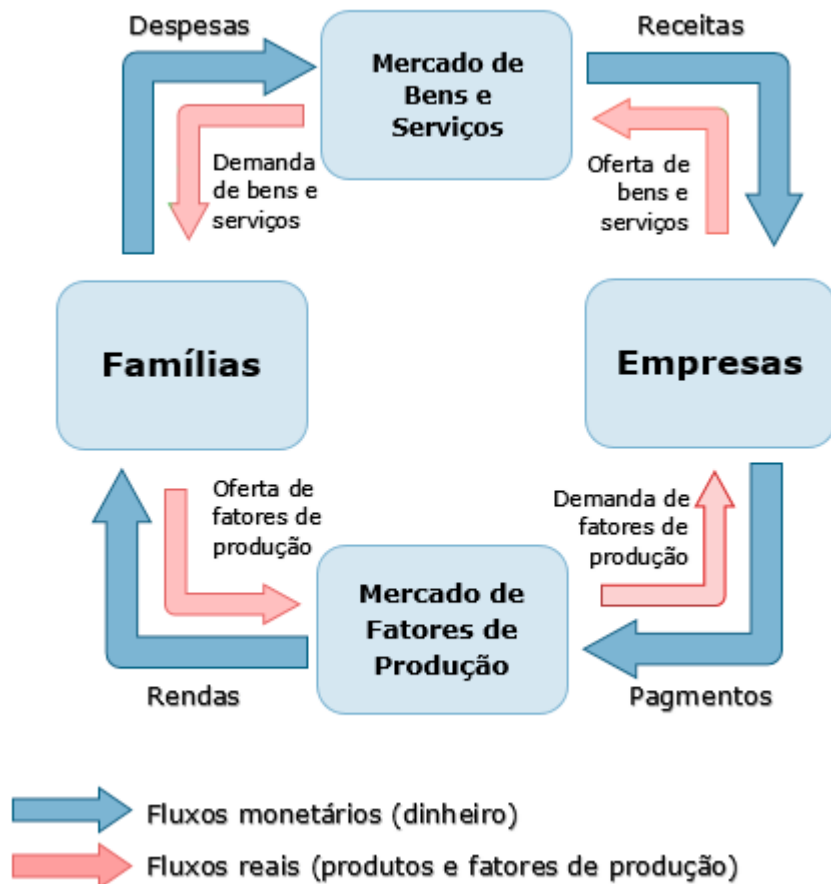 Despesas
Receitas
Mercado de
Bens e
Serviços
Demanda
de bens e
serviços
Oferta de
bens e
serviços
Famílias
Empresas
Oferta de
fatores de
produção
Demanda de
fatores de
produção
Mercado de
Fatores de
Produção
Rendas
Pagmentos
Fluxos monetários (dinheiro)
Fluxos reais (produtos e fatores de produção)